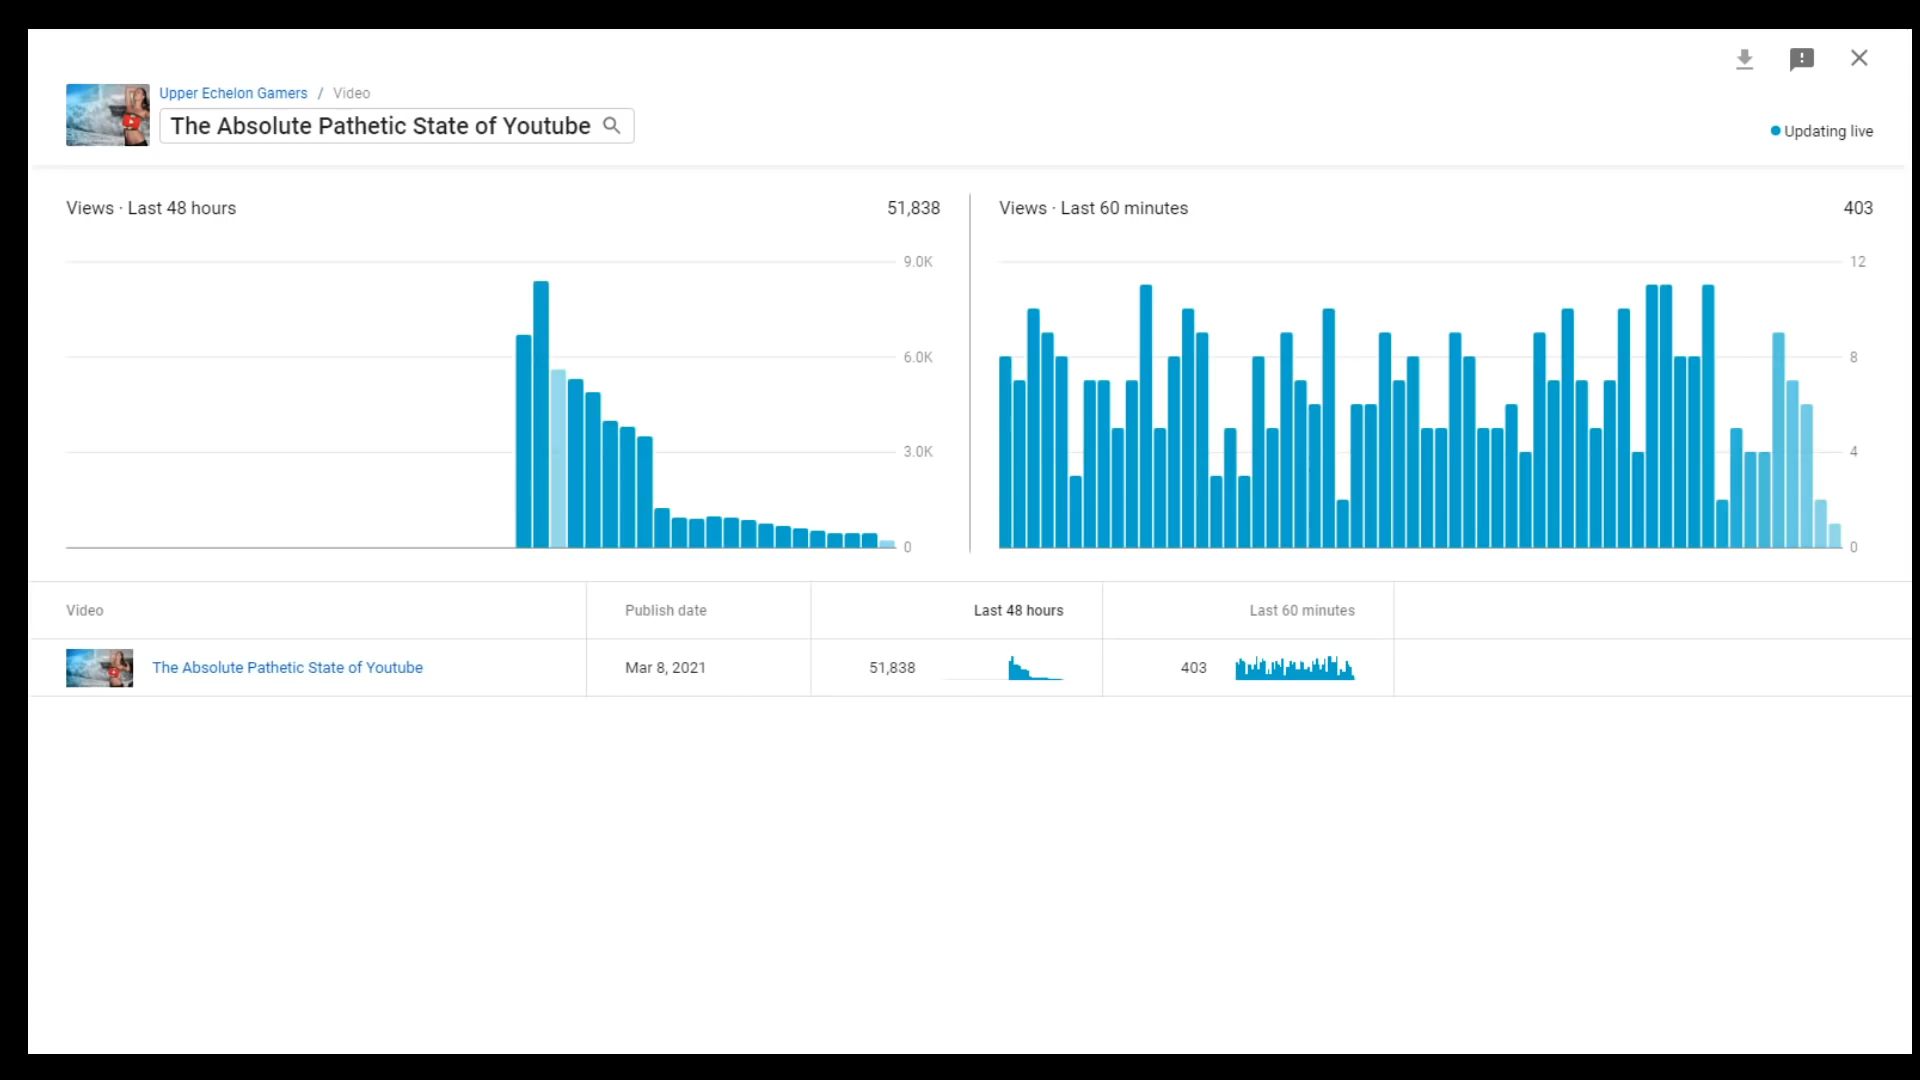 Upper Echelon Gamers / Video
The Absolute Pathetic State of Youtube
Updating live
Views · Last 48 hours
51,838
9.0K
6.0K
3.0K
0
Views · Last 60 minutes
403
12
8
4
0
Video Publish date Last 48 hours Last 60 minutes
The Absolute Pathetic State of Youtube Mar 8, 2021 51,838 403